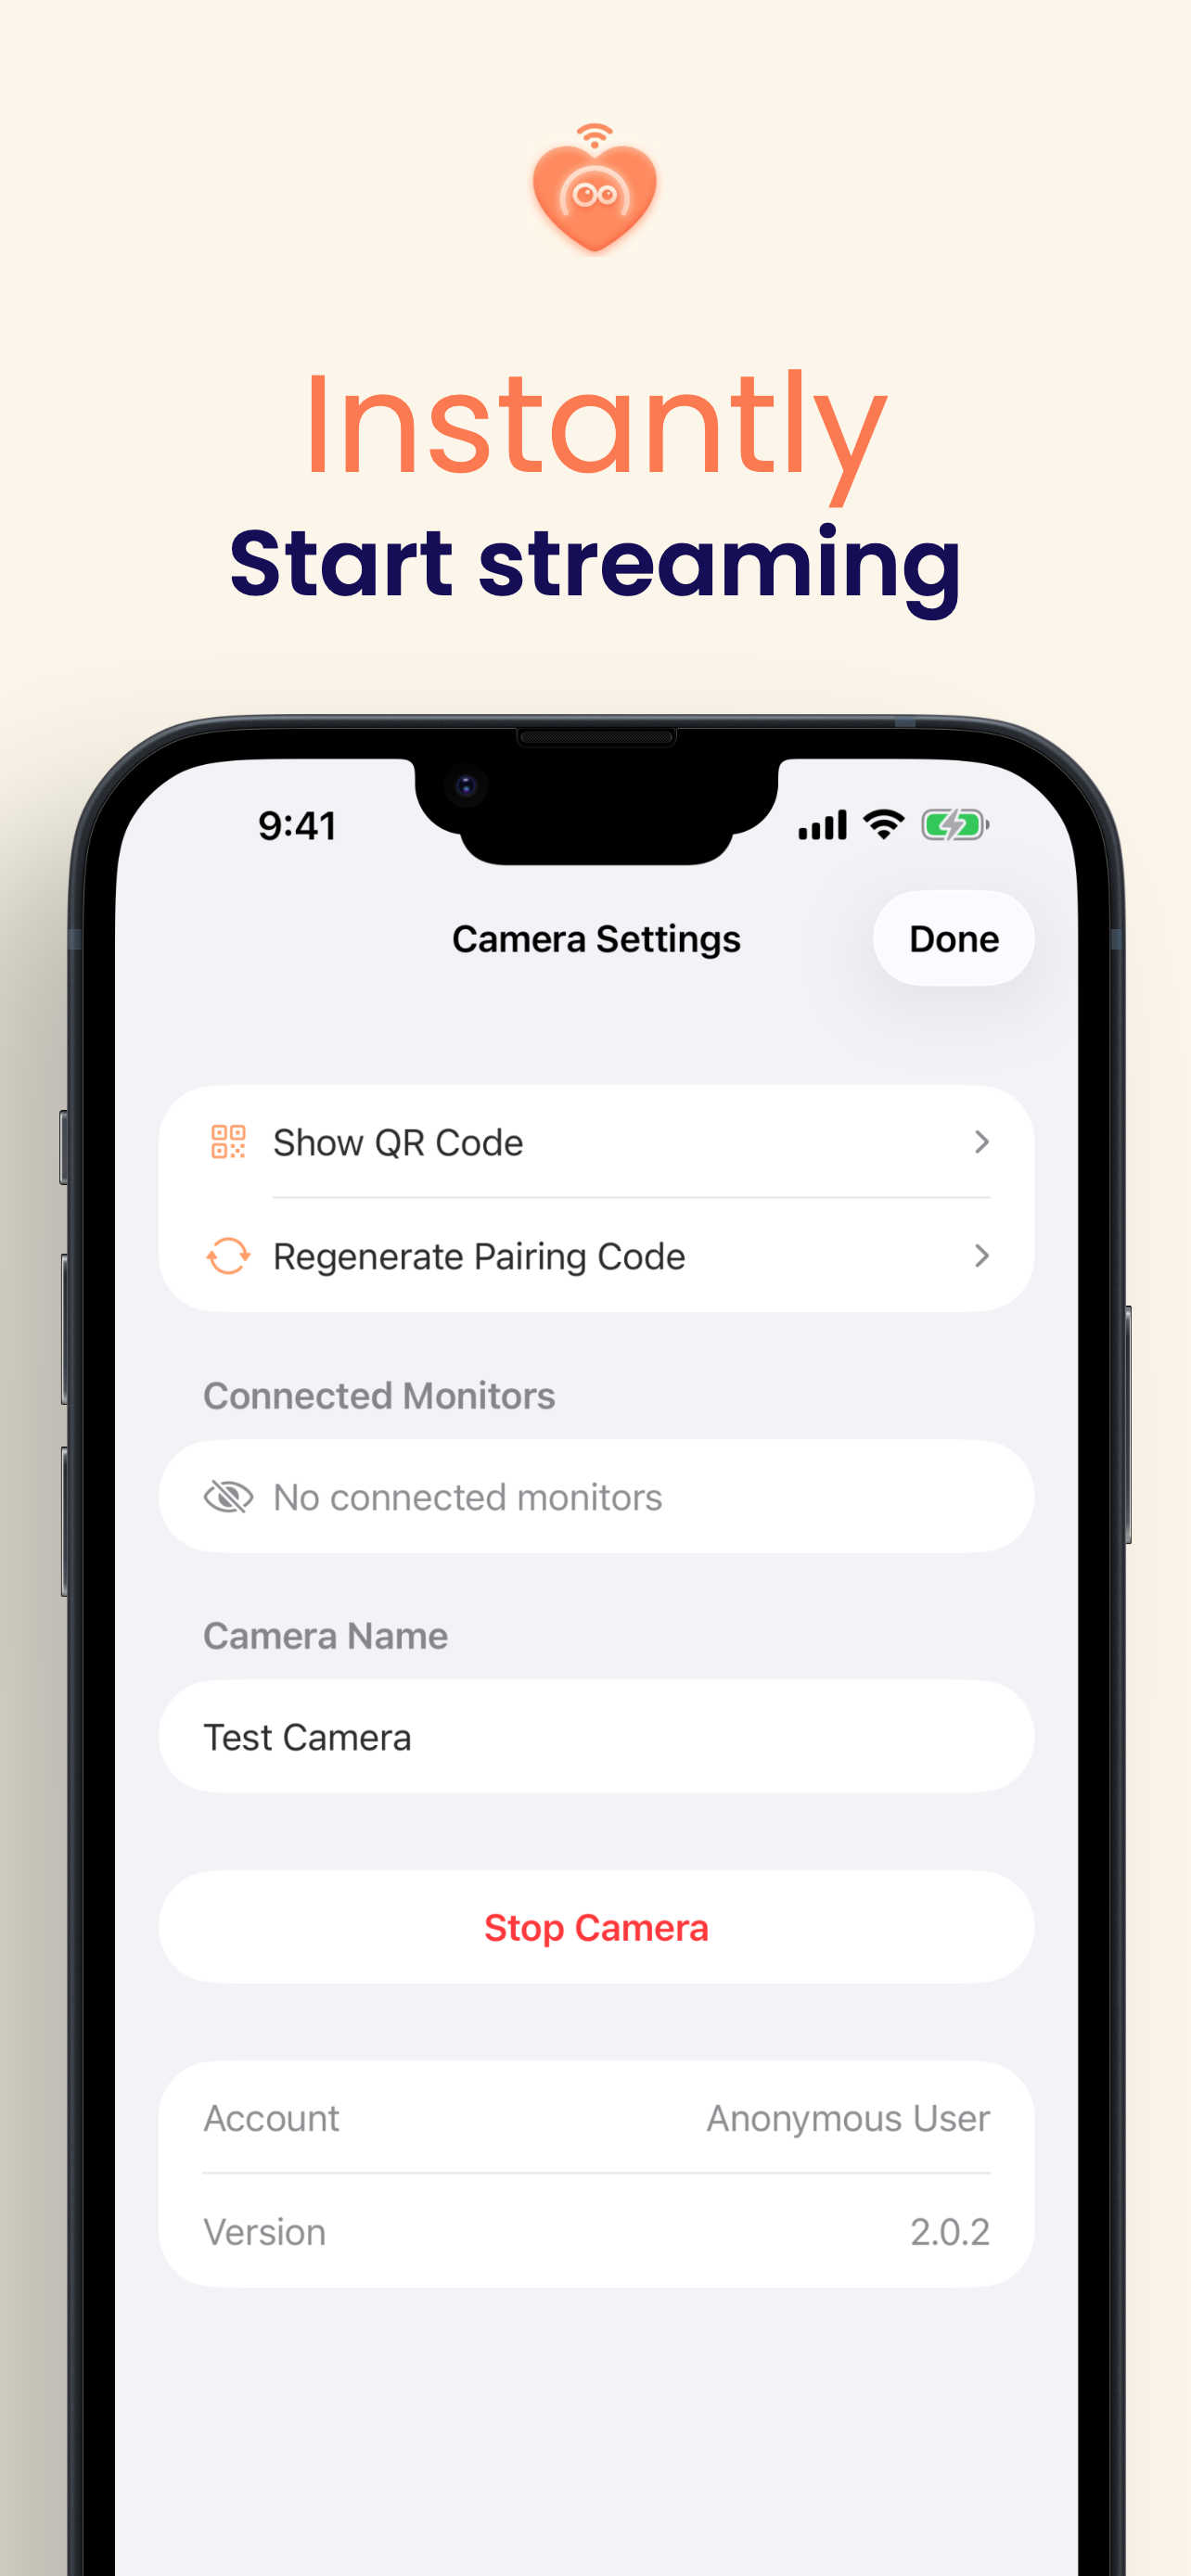 Instantly
Start streaming
9:41
Camera Settings
Done
Show QR Code
Regenerate Pairing Code
Connected Monitors
No connected monitors
Camera Name
Test Camera
Stop Camera
Account Anonymous User
Version 2.0.2